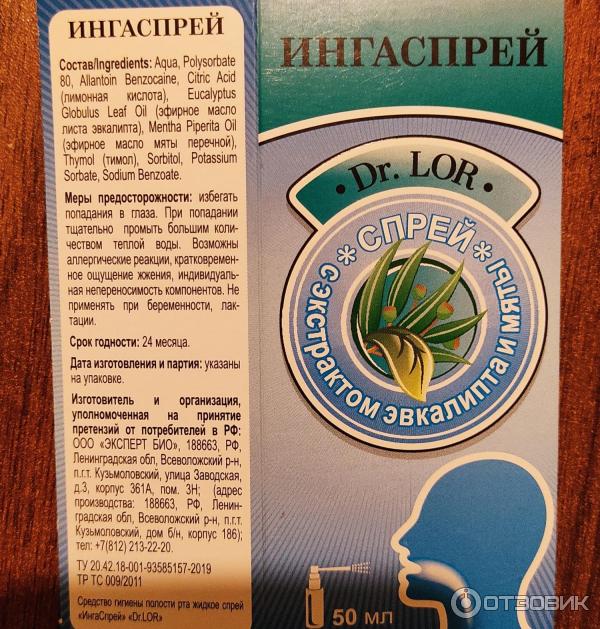 ИНГАСПРЕЙ
Состав/Ingredients: Aqua, Polysorbate
80, Allantoin Benzocaine, Citric Acid
(лимонная кислота), Eucalyptus
Globulus Leaf Oil (эфирное масло
листа эвкалипта), Mentha Piperita Oil
(эфирное масло мяты перечной),
Thymol (тимол), Sorbitol, Potassium
Sorbate, Sodium Benzoate.
Меры предосторожности: избегать
попадания в глаза. При попадании
тщательно промыть большим коли-
чеством теплой воды. Возможны
аллергические реакции, кратковремен-
ное ощущение жжения, индивидуаль-
ная непереносимость компонентов. Не
применять при беременности, лак-
тации.
Срок годности: 24 месяца.
Дата изготовления и партия: указаны
на упаковке.
Изготовитель и организация,
уполномоченная на принятие
претензий от потребителей в РФ:
ООО «ЭКСПЕРТ БИО», 188663, РФ,
Ленинградская обл, Всеволожский р-н,
п.г.т. Кузьмоловский, улица Заводская,
д.3, корпус 361А, пом. 3Н; (адрес
производства: 188663, РФ, Ленин-
градская обл, Всеволожский р-н, п.г.т.
Кузьмоловский, дом б/н, корпус 186);
тел: +7(812) 213-22-20.
ТУ 20.42.18-001-93585157-2019
ТР ТС 009/2011
Средство гигиены полости рта жидкое спрей
«ИнгаСпрей» «Dr.LOR»
ИНГАСПРЕЙ
• Dr. LOR •
* СПРЕЙ *
С ЭКСТРАКТОМ ЭВКАЛИПТА И МЯТЫ
50 МЛ
ОТЗОВИК